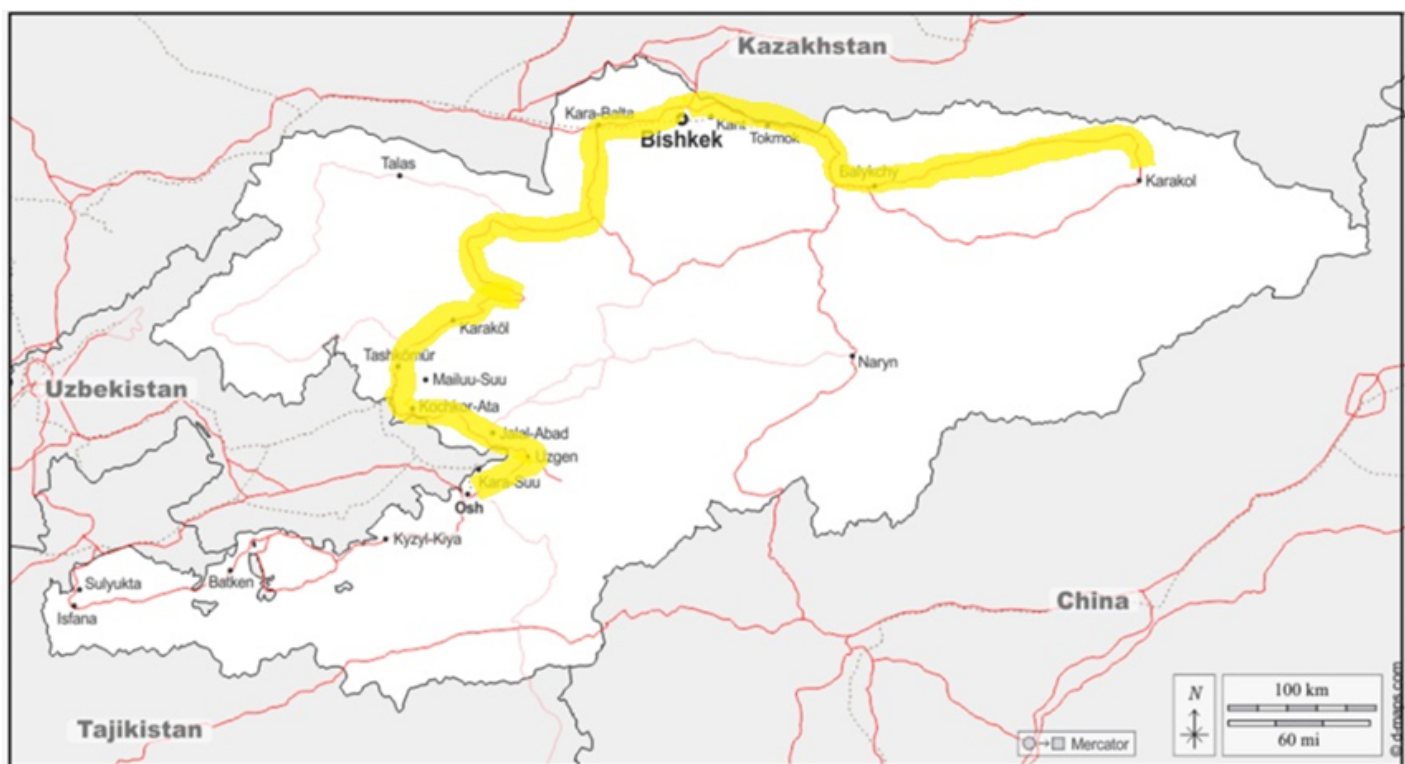 Kazakhstan
Kara-Balta
Bishkek
Kant
Tokmok
Talas
Balykchy
Karakol
Karaköl
Tashkömür
Mailuu-Suu
Naryn
Uzbekistan
Kochkor-Ata
Jalal-Abad
Uzgen
Kara-Suu
Osh
Kyzyl-Kiya
Sulyukta
Batken
Isfana
China
Tajikistan
N
100 km
60 mi
Mercator
© d-maps.com